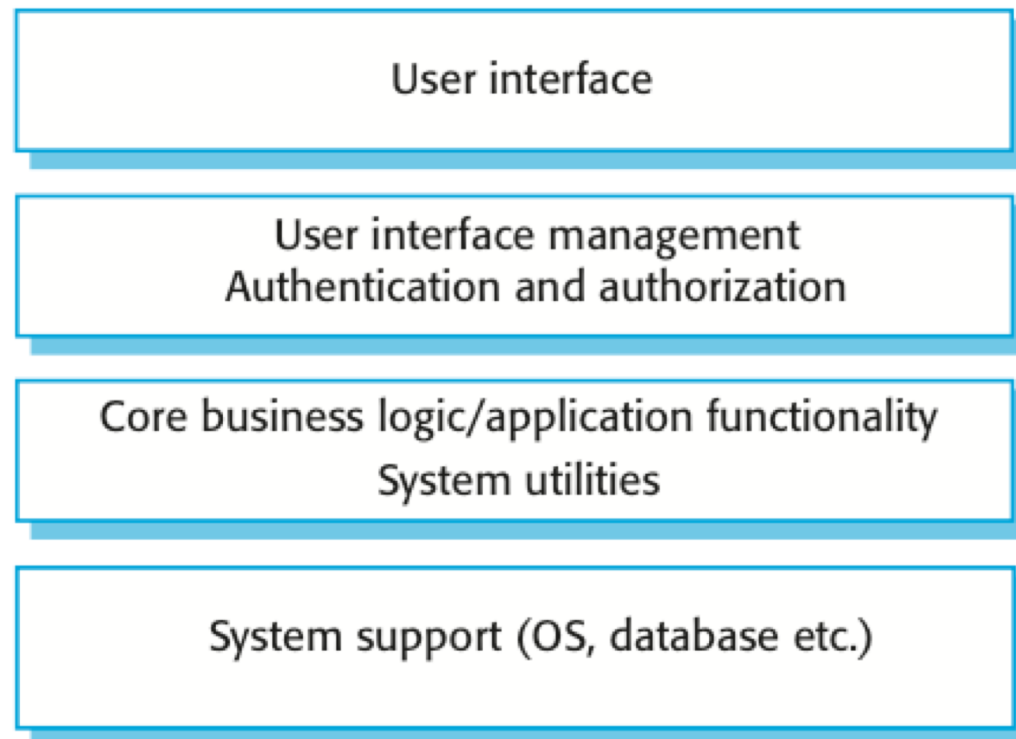 User interface
User interface management
Authentication and authorization
Core business logic/application functionality
System utilities
System support (OS, database etc.)